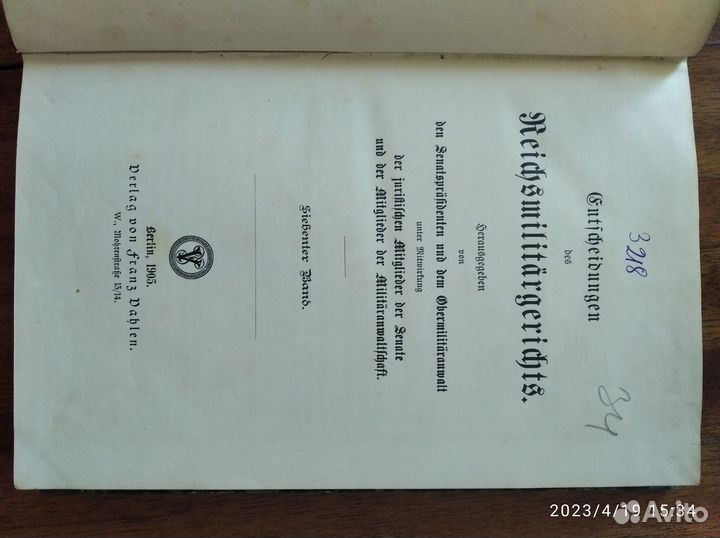 Entscheidungen
des
Reichsmilitärgerichts.
Herausgegeben
von
den Senatspräsidenten und dem Obermilitäranwalt
unter Mitwirkung
der juristischen Mitglieder der Senate
und der Mitglieder der Militäranwaltschaft.
Siebenter Band.
Berlin, 1905.
Verlag von Franz Vahlen.
W., Mohrenstraße 13/14.
3218
34
2023/4/19 15:34
Avito